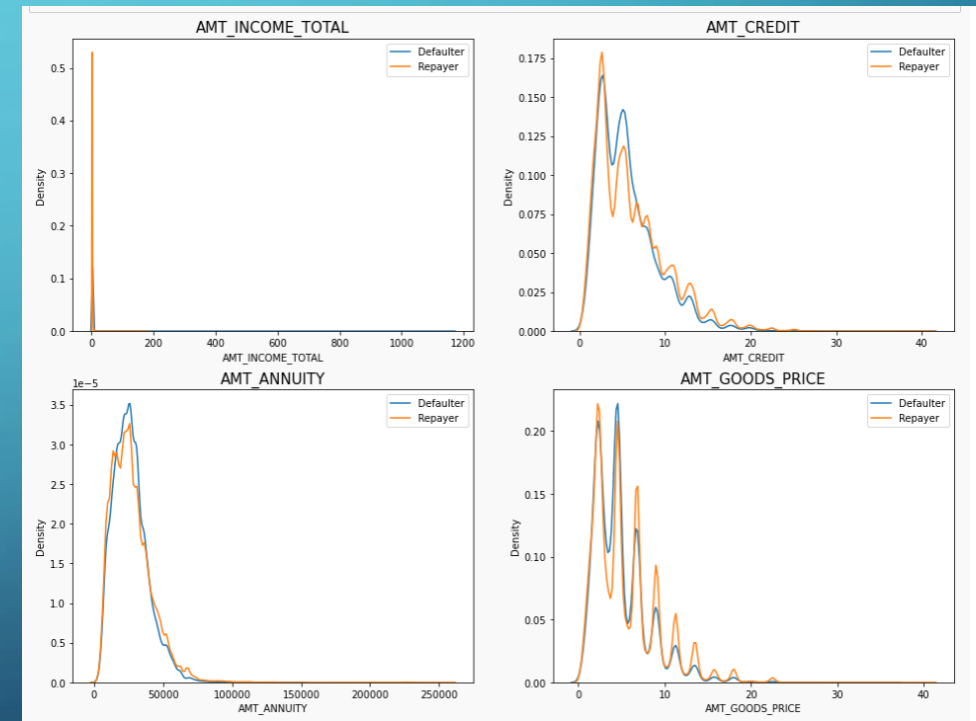 AMT_INCOME_TOTAL
Defaulter
Repayer
Density
0.5
0.4
0.3
0.2
0.1
0.0
0 200 400 600 800 1000 1200
AMT_INCOME_TOTAL
AMT_CREDIT
Defaulter
Repayer
Density
0.175
0.150
0.125
0.100
0.075
0.050
0.025
0.000
0 10 20 30 40
AMT_CREDIT
AMT_ANNUITY
1e−5
Defaulter
Repayer
Density
3.5
3.0
2.5
2.0
1.5
1.0
0.5
0.0
0 50000 100000 150000 200000 250000
AMT_ANNUITY
AMT_GOODS_PRICE
Defaulter
Repayer
Density
0.20
0.15
0.10
0.05
0.00
0 10 20 30 40
AMT_GOODS_PRICE